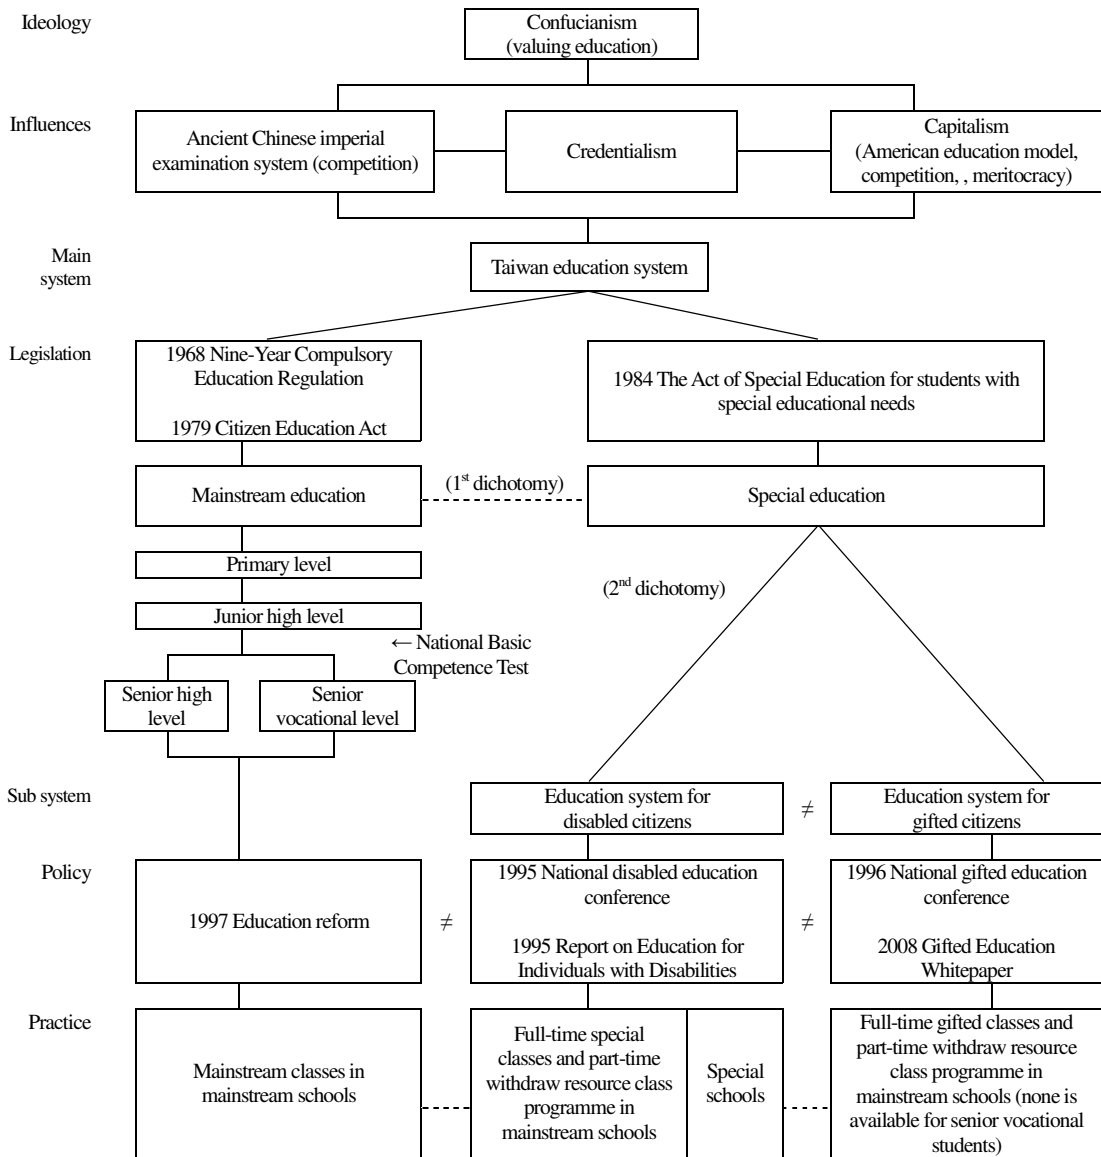 Ideology
Confucianism
(valuing education)
Influences
Ancient Chinese imperial
examination system (competition)
Credentialism
Capitalism
(American education model,
competition, , meritocracy)
Main
system
Taiwan education system
Legislation
1968 Nine-Year Compulsory
Education Regulation
1979 Citizen Education Act
1984 The Act of Special Education for students with
special educational needs
Mainstream education
(1st dichotomy)
Special education
Primary level
(2nd dichotomy)
Junior high level
← National Basic
Competence Test
Senior high
level
Senior
vocational level
Sub system
Education system for
disabled citizens
≠
Education system for
gifted citizens
Policy
1997 Education reform
≠
1995 National disabled education
conference
1995 Report on Education for
Individuals with Disabilities
≠
1996 National gifted education
conference
2008 Gifted Education
Whitepaper
Practice
Mainstream classes in
mainstream schools
Full-time special
classes and part-time
withdraw resource class
programme in
mainstream schools
Special
schools
Full-time gifted classes and
part-time withdraw resource
class programme in
mainstream schools (none is
available for senior vocational
students)